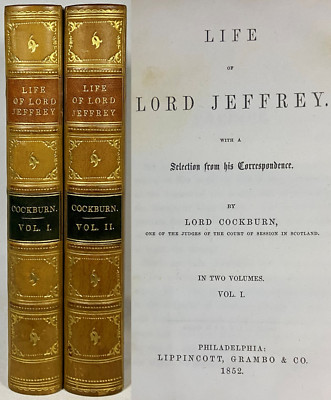 LIFE
OF LORD
JEFFREY
COCKBURN.
VOL. I.
LIFE
OF LORD
JEFFREY
COCKBURN.
VOL. II.
LIFE
OF
LORD JEFFREY.
WITH A
Selection from his Correspondence.
BY
LORD COCKBURN,
ONE OF THE JUDGES OF THE COURT OF SESSION IN SCOTLAND.
IN TWO VOLUMES.
VOL. I.
PHILADELPHIA:
LIPPINCOTT, GRAMBO & CO.
1852.